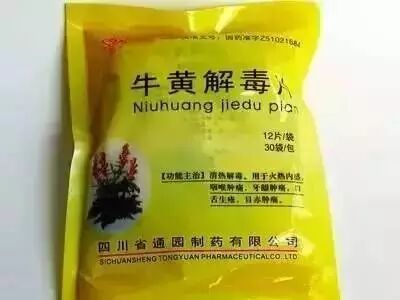 国药准字Z51021684
牛黄解毒片
Niuhuang jiedu pian
12片/袋
30袋/包
【功能主治】清热解毒。用于火热内盛,
咽喉肿痛,牙龈肿痛,口
舌生疮,目赤肿痛。
四川省通园制药有限公司
SICHUANSHENG TONGYUAN PHARMACEUTICAL CO.,LTD